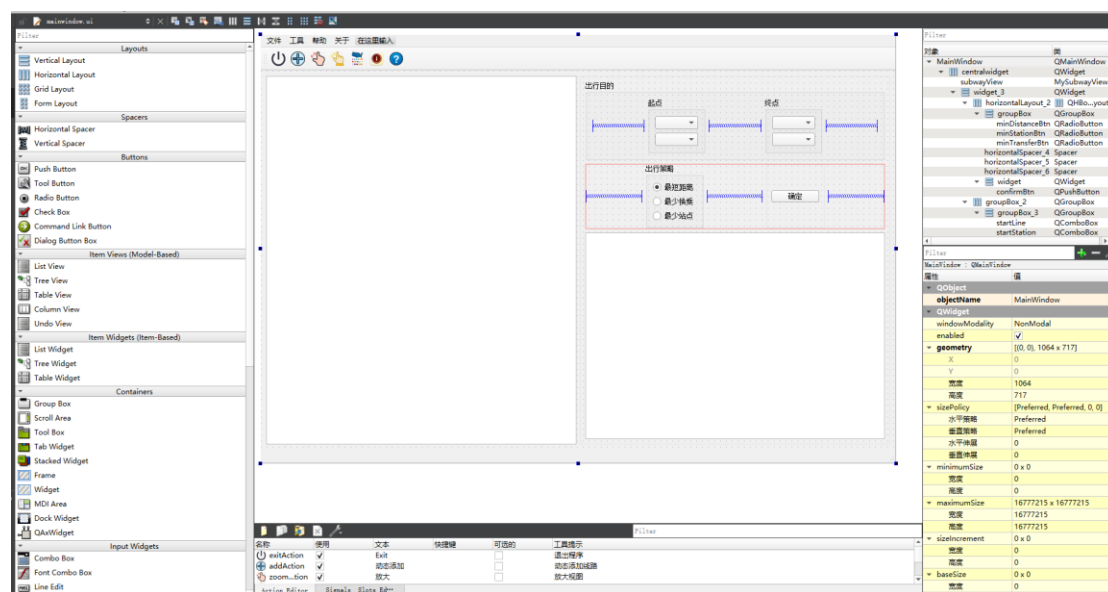 mainwindow.ui
Filter
Layouts
Vertical Layout
Horizontal Layout
Grid Layout
Form Layout
Spacers
Horizontal Spacer
Vertical Spacer
Buttons
Push Button
Tool Button
Radio Button
Check Box
Command Link Button
Dialog Button Box
Item Views (Model-Based)
List View
Tree View
Table View
Column View
Undo View
Item Widgets (Item-Based)
List Widget
Tree Widget
Table Widget
Containers
Group Box
Scroll Area
Tool Box
Tab Widget
Stacked Widget
Frame
Widget
MDI Area
Dock Widget
QAxWidget
Input Widgets
Combo Box
Font Combo Box
Line Edit
文件 工具 帮助 关于 在这里输入
出行目的
起点 终点
出行策略
最短距离
最少换乘
最少站点
确定
Filter
名称 使用 文本 快捷键 可选的 工具提示
exitAction Exit 退出程序
addAction 动态添加 动态添加线路
zoom...tion 放大 放大视图
Action Editor Signals Slots Ed…
Filter
对象 类
MainWindow QMainWindow
centralwidget QWidget
subwayView MySubwayView
widget_3 QWidget
horizontalLayout_2 QHBo...yout
groupBox QGroupBox
minDistanceBtn QRadioButton
minStationBtn QRadioButton
minTransferBtn QRadioButton
horizontalSpacer_4 Spacer
horizontalSpacer_5 Spacer
horizontalSpacer_6 Spacer
widget QWidget
confirmBtn QPushButton
groupBox_2 QGroupBox
groupBox_3 QGroupBox
startLine QComboBox
startStation QComboBox
Filter
MainWindow : QMainWindow
属性 值
QObject
objectName MainWindow
QWidget
windowModality NonModal
enabled
geometry [(0, 0), 1064 x 717]
X 0
Y 0
宽度 1064
高度 717
sizePolicy [Preferred, Preferred, 0, 0]
水平策略 Preferred
垂直策略 Preferred
水平伸展 0
垂直伸展 0
minimumSize 0 x 0
宽度 0
高度 0
maximumSize 16777215 x 16777215
宽度 16777215
高度 16777215
sizeIncrement 0 x 0
宽度 0
高度 0
baseSize 0 x 0
宽度 0